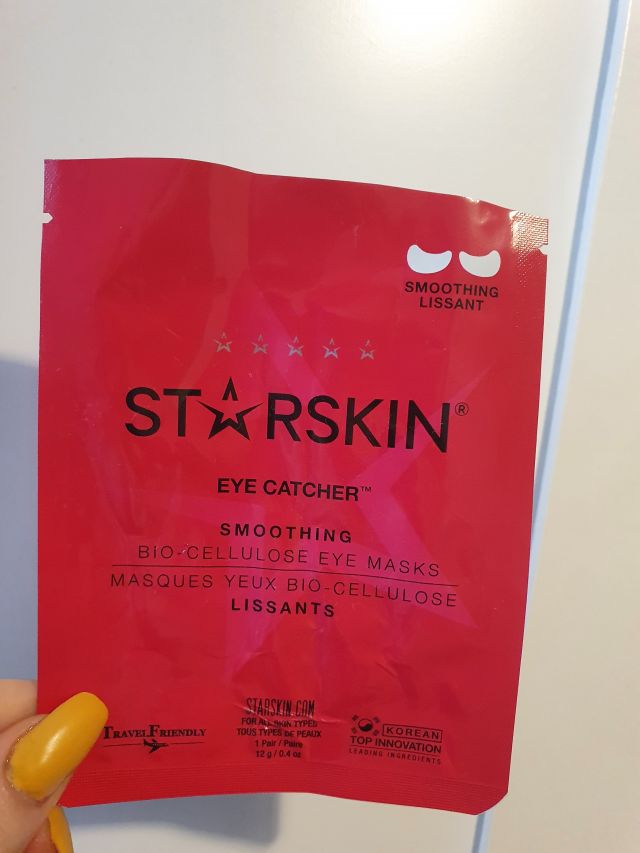 SMOOTHING
LISSANT
STARSKIN®
EYE CATCHER™
SMOOTHING
BIO-CELLULOSE EYE MASKS
MASQUES YEUX BIO-CELLULOSE
LISSANTS
STARSKIN.COM
FOR ALL SKIN TYPES
TOUS TYPES DE PEAUX
1 Pair / Paire
12 g / 0.4 oz
TRAVEL FRIENDLY
KOREAN
TOP INNOVATION
LEADING INGREDIENTS